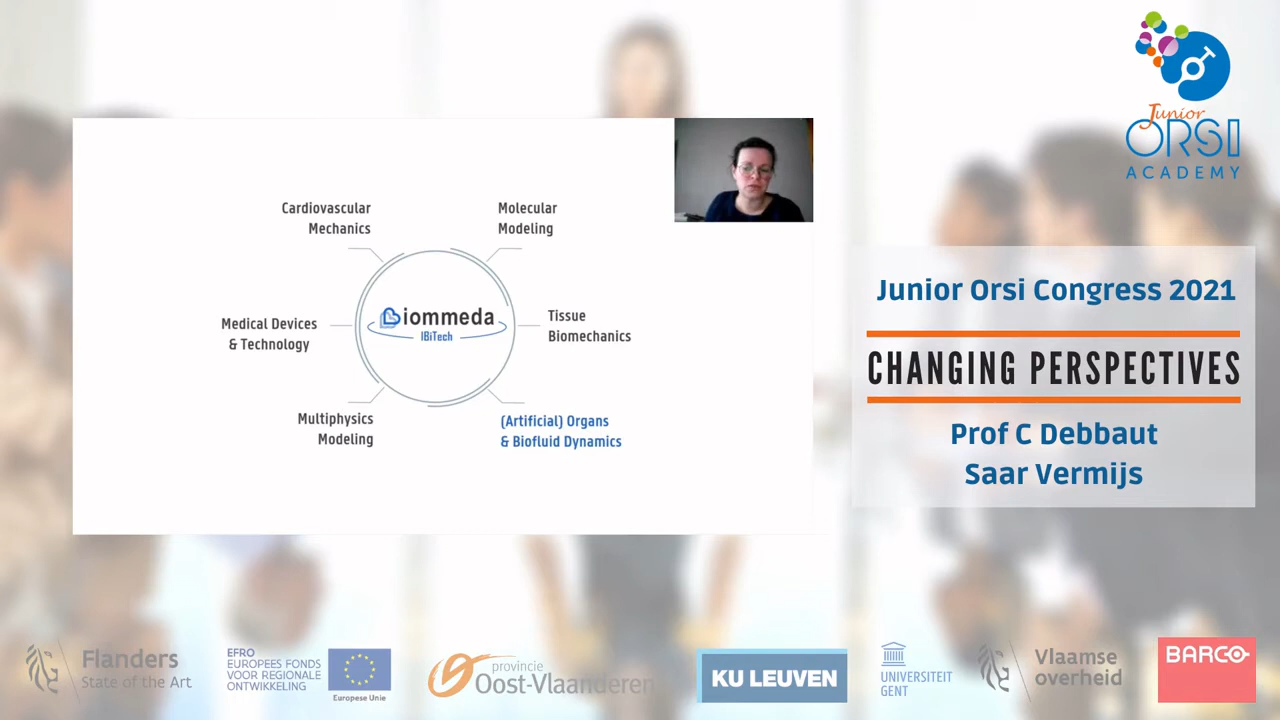 Junior
ORSI
ACADEMY
Cardiovascular
Mechanics
Molecular
Modeling
Medical Devices
& Technology
Biommeda
IBiTech
Tissue
Biomechanics
Multiphysics
Modeling
(Artificial) Organs
& Biofluid Dynamics
Junior Orsi Congress 2021
CHANGING PERSPECTIVES
Prof C Debbaut
Saar Vermijs
Flanders
State of the Art
EFRO
EUROPEES FONDS
VOOR REGIONALE
ONTWIKKELING
Europese Unie
provincie
Oost-Vlaanderen
KU LEUVEN
UNIVERSITEIT
GENT
Vlaamse
overheid
BARCO